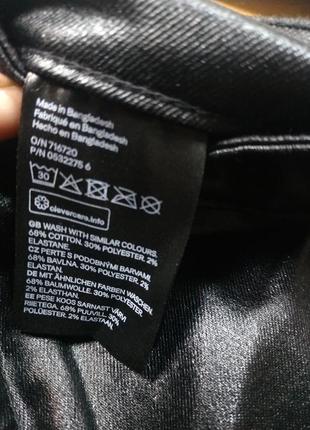 Made in Bangladesh
Fabriqué en Bangladesh
Hecho en Bangladesh
O/N 716720
P/N 0532275 6
30
clevercare.info
GB WASH WITH SIMILAR COLOURS.
68% COTTON. 30% POLYESTER. 2%
ELASTANE.
CZ PERTE S PODOBNÝMI BARVAMI.
68% BAVLNA. 30% POLYESTER. 2%
ELASTAN.
DE MIT ÄHNLICHEN FARBEN WASCHEN.
68% BAUMWOLLE. 30% POLYESTER.
2% ELASTHAN.
EE PESE KOOS SARNAST VÄRVI
RIETEGA. 68% PUUVILL. 30%
POLÜESTER. 2% ELASTAAN.